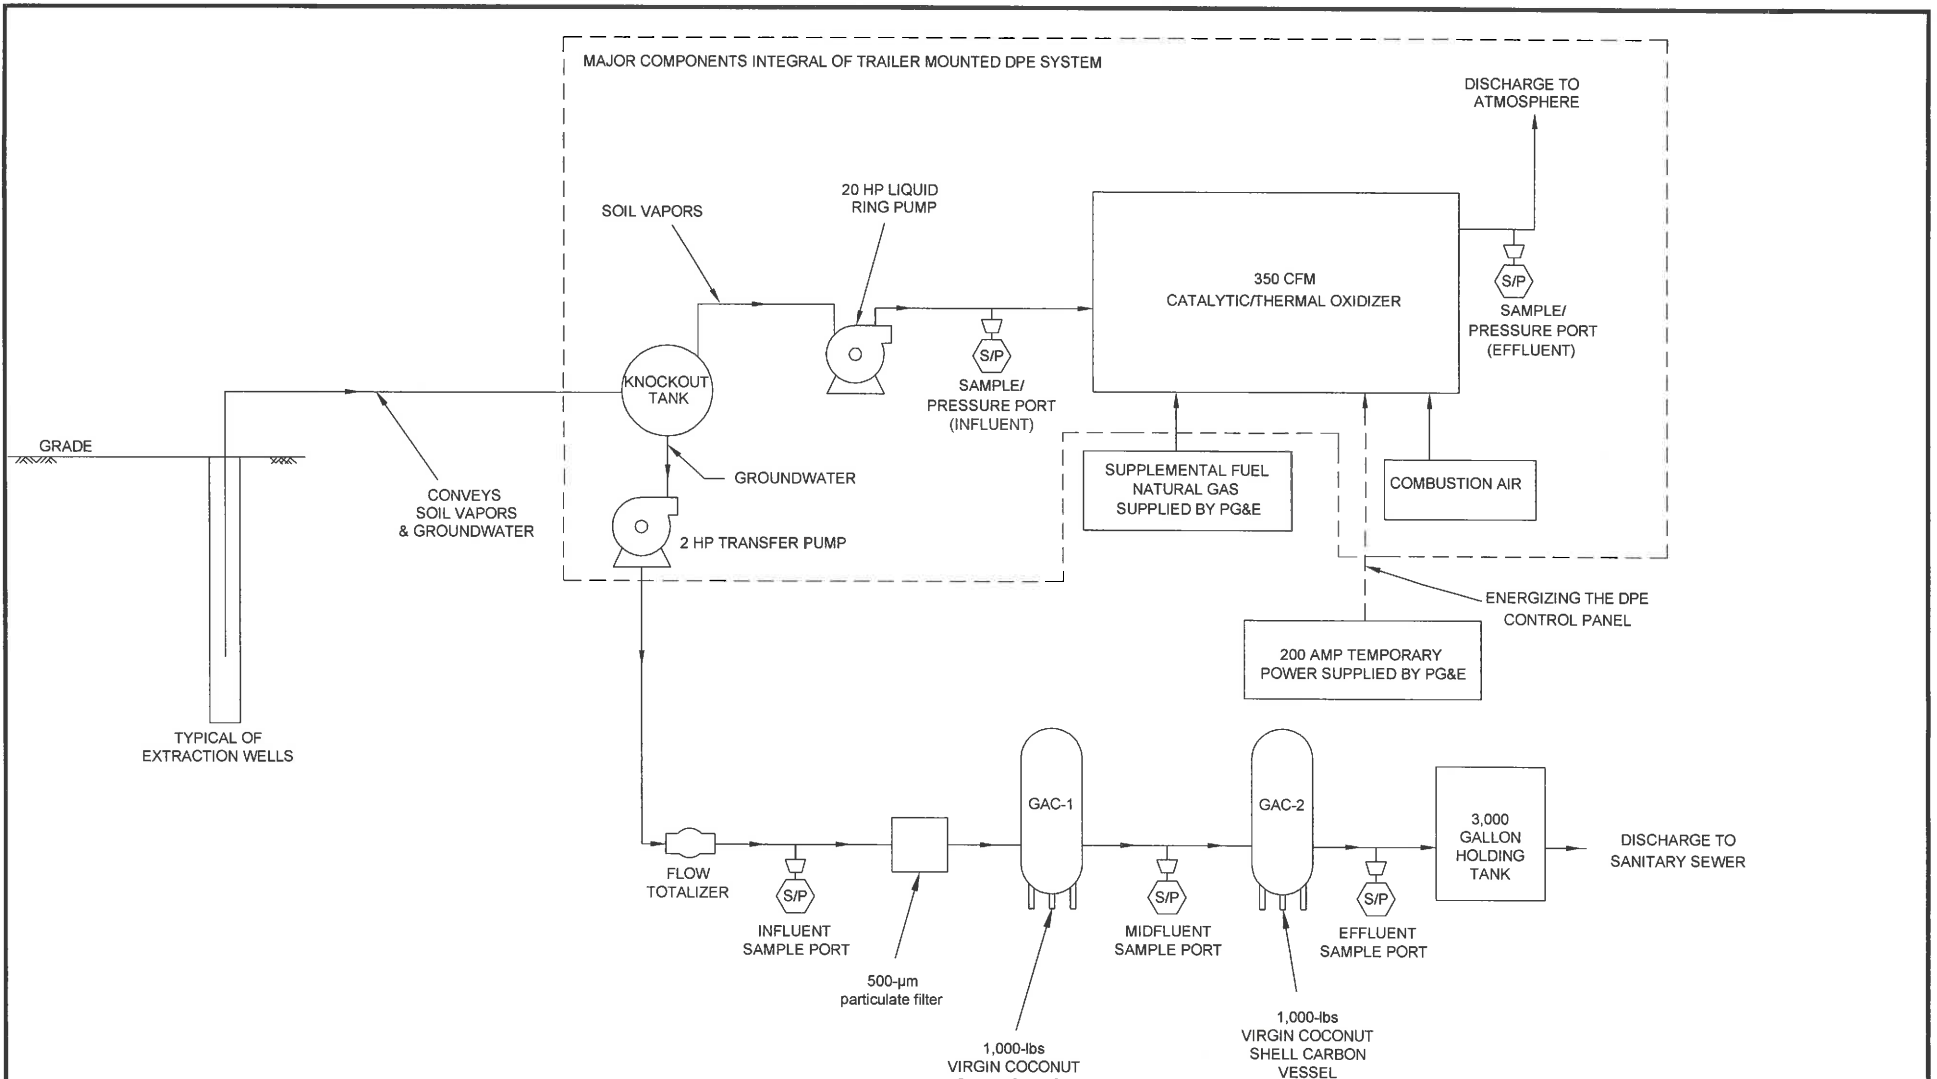 MAJOR COMPONENTS INTEGRAL OF TRAILER MOUNTED DPE SYSTEM
DISCHARGE TO
ATMOSPHERE
20 HP LIQUID
RING PUMP
SOIL VAPORS
350 CFM
CATALYTIC/THERMAL OXIDIZER
S/P
SAMPLE/
PRESSURE PORT
(EFFLUENT)
S/P
SAMPLE/
PRESSURE PORT
(INFLUENT)
KNOCKOUT
TANK
GRADE
CONVEYS
SOIL VAPORS
& GROUNDWATER
GROUNDWATER
SUPPLEMENTAL FUEL
NATURAL GAS
SUPPLIED BY PG&E
COMBUSTION AIR
2 HP TRANSFER PUMP
ENERGIZING THE DPE
CONTROL PANEL
200 AMP TEMPORARY
POWER SUPPLIED BY PG&E
TYPICAL OF
EXTRACTION WELLS
FLOW
TOTALIZER
S/P
INFLUENT
SAMPLE PORT
500-µm
particulate filter
GAC-1
1,000-lbs
VIRGIN COCONUT
S/P
MIDFLUENT
SAMPLE PORT
GAC-2
1,000-lbs
VIRGIN COCONUT
SHELL CARBON
VESSEL
S/P
EFFLUENT
SAMPLE PORT
3,000
GALLON
HOLDING
TANK
DISCHARGE TO
SANITARY SEWER